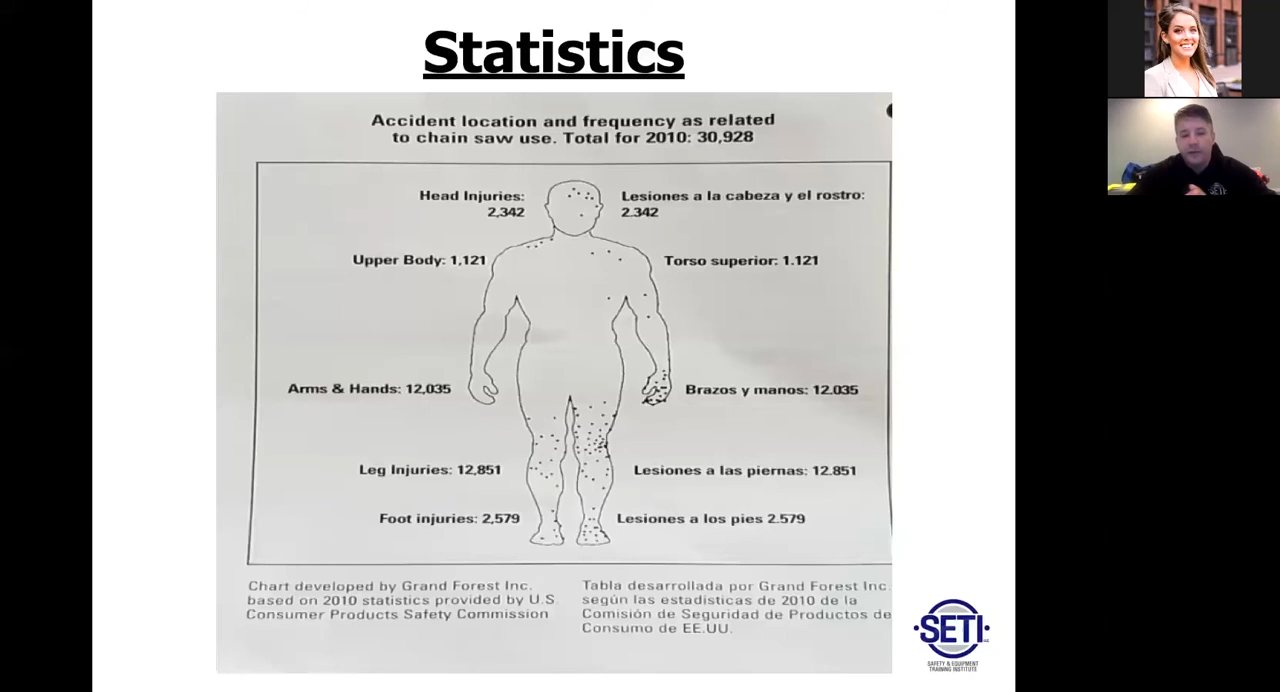 Statistics
Accident location and frequency as related
to chain saw use. Total for 2010: 30,928
Head Injuries:
2,342
Lesiones a la cabeza y el rostro:
2.342
Upper Body: 1,121
Torso superior: 1.121
Arms & Hands: 12,035
Brazos y manos: 12.035
Leg Injuries: 12,851
Lesiones a las piernas: 12.851
Foot injuries: 2,579
Lesiones a los pies 2.579
Chart developed by Grand Forest Inc.
based on 2010 statistics provided by U.S.
Consumer Products Safety Commission
Tabla desarrollada por Grand Forest Inc.
según las estadísticas de 2010 de la
Comisión de Seguridad de Productos de
Consumo de EE.UU.
SETI
SAFETY & EQUIPMENT
TRAINING INSTITUTE